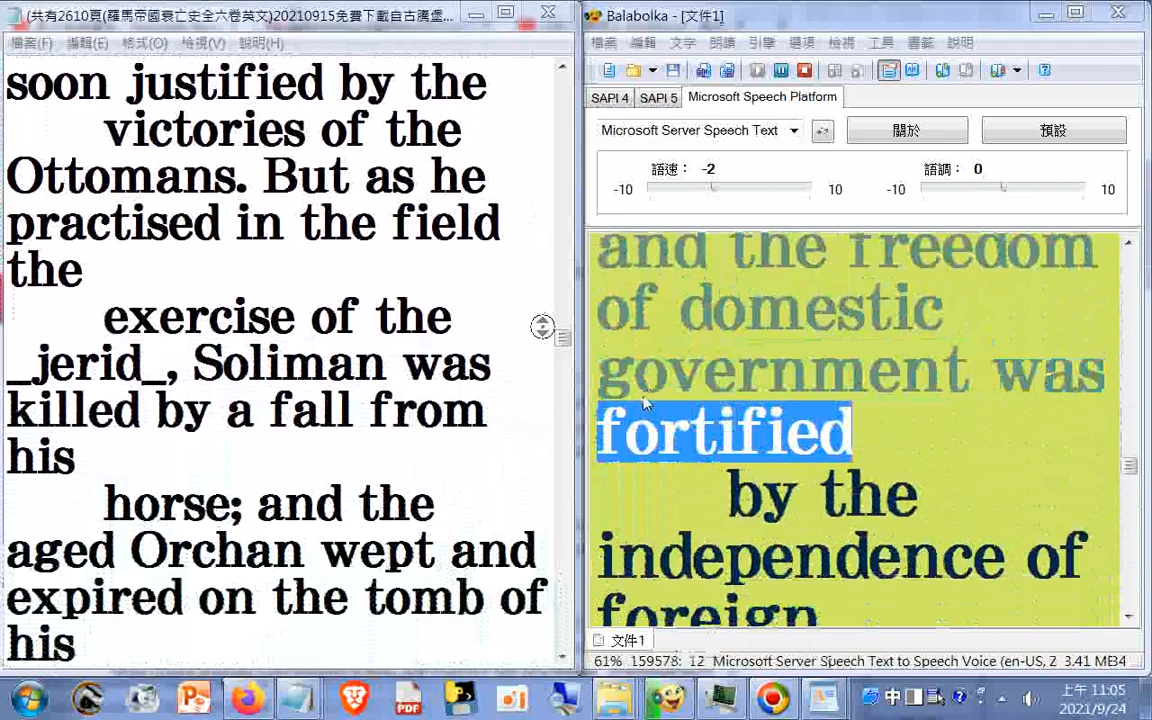 (共有2610頁(羅馬帝國衰亡史全六卷英文)20210915免費下載自古騰堡...
檔案(F) 編輯(E) 格式(O) 檢視(V) 說明(H)
soon justified by the
victories of the
Ottomans. But as he
practised in the field
the
exercise of the
_jerid_, Soliman was
killed by a fall from
his
horse; and the
aged Orchan wept and
expired on the tomb of
his
Balabolka - [文件1]
檔案 編輯 文字 朗讀 引擎 選項 檢視 工具 書籤 說明
SAPI 4 SAPI 5 Microsoft Speech Platform
Microsoft Server Speech Text 關於 預設
語速： -2 語調： 0
-10 10 -10 10
and the freedom
of domestic
government was
fortified
by the
independence of
foreign
文件1
61% 159578: 12 Microsoft Server Speech Text to Speech Voice (en-US, Z 3.41 MB34
中
上午 11:05
2021/9/24